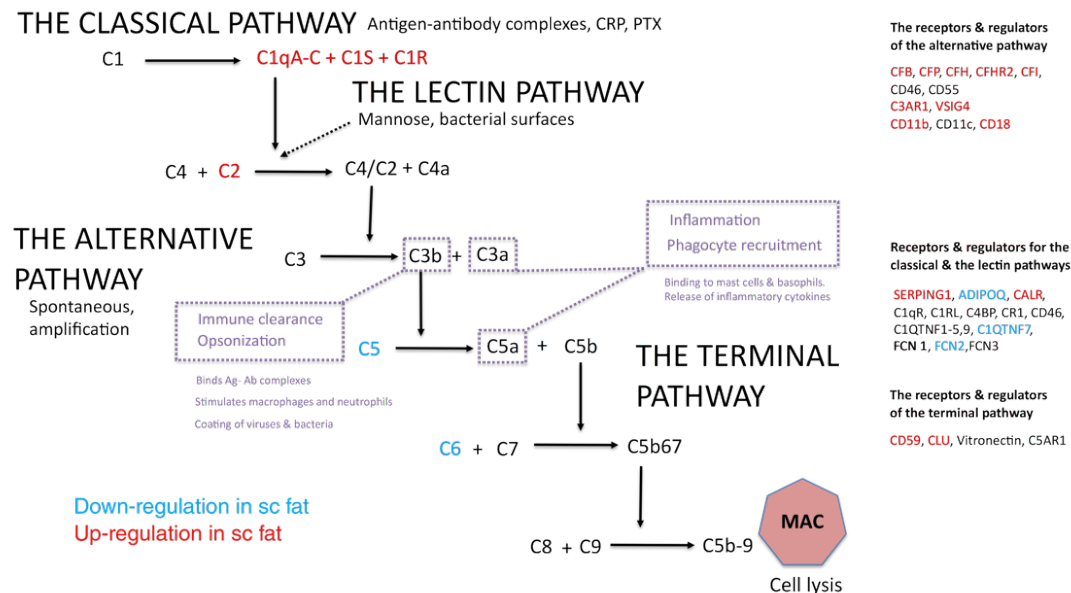 THE CLASSICAL PATHWAY Antigen-antibody complexes, CRP, PTX
C1 C1qA-C + C1S + C1R
THE LECTIN PATHWAY
Mannose, bacterial surfaces
C4 + C2 C4/C2 + C4a
THE ALTERNATIVE
PATHWAY
Spontaneous,
amplification
C3 C3b + C3a
Inflammation
Phagocyte recruitment
Binding to mast cells & basophils.
Release of inflammatory cytokines
Immune clearance
Opsonization
Binds Ag- Ab complexes
Stimulates macrophages and neutrophils
Coating of viruses & bacteria
C5 C5a + C5b
THE TERMINAL
PATHWAY
C6 + C7 C5b67
C8 + C9 C5b-9
MAC
Cell lysis
Down-regulation in sc fat
Up-regulation in sc fat
The receptors & regulators
of the alternative pathway
CFB, CFP, CFH, CFHR2, CFI,
CD46, CD55
C3AR1, VSIG4
CD11b, CD11c, CD18
Receptors & regulators for the
classical & the lectin pathways
SERPING1, ADIPOQ, CALR,
C1qR, C1RL, C4BP, CR1, CD46,
C1QTNF1-5,9, C1QTNF7,
FCN 1, FCN2,FCN3
The receptors & regulators
of the terminal pathway
CD59, CLU, Vitronectin, C5AR1